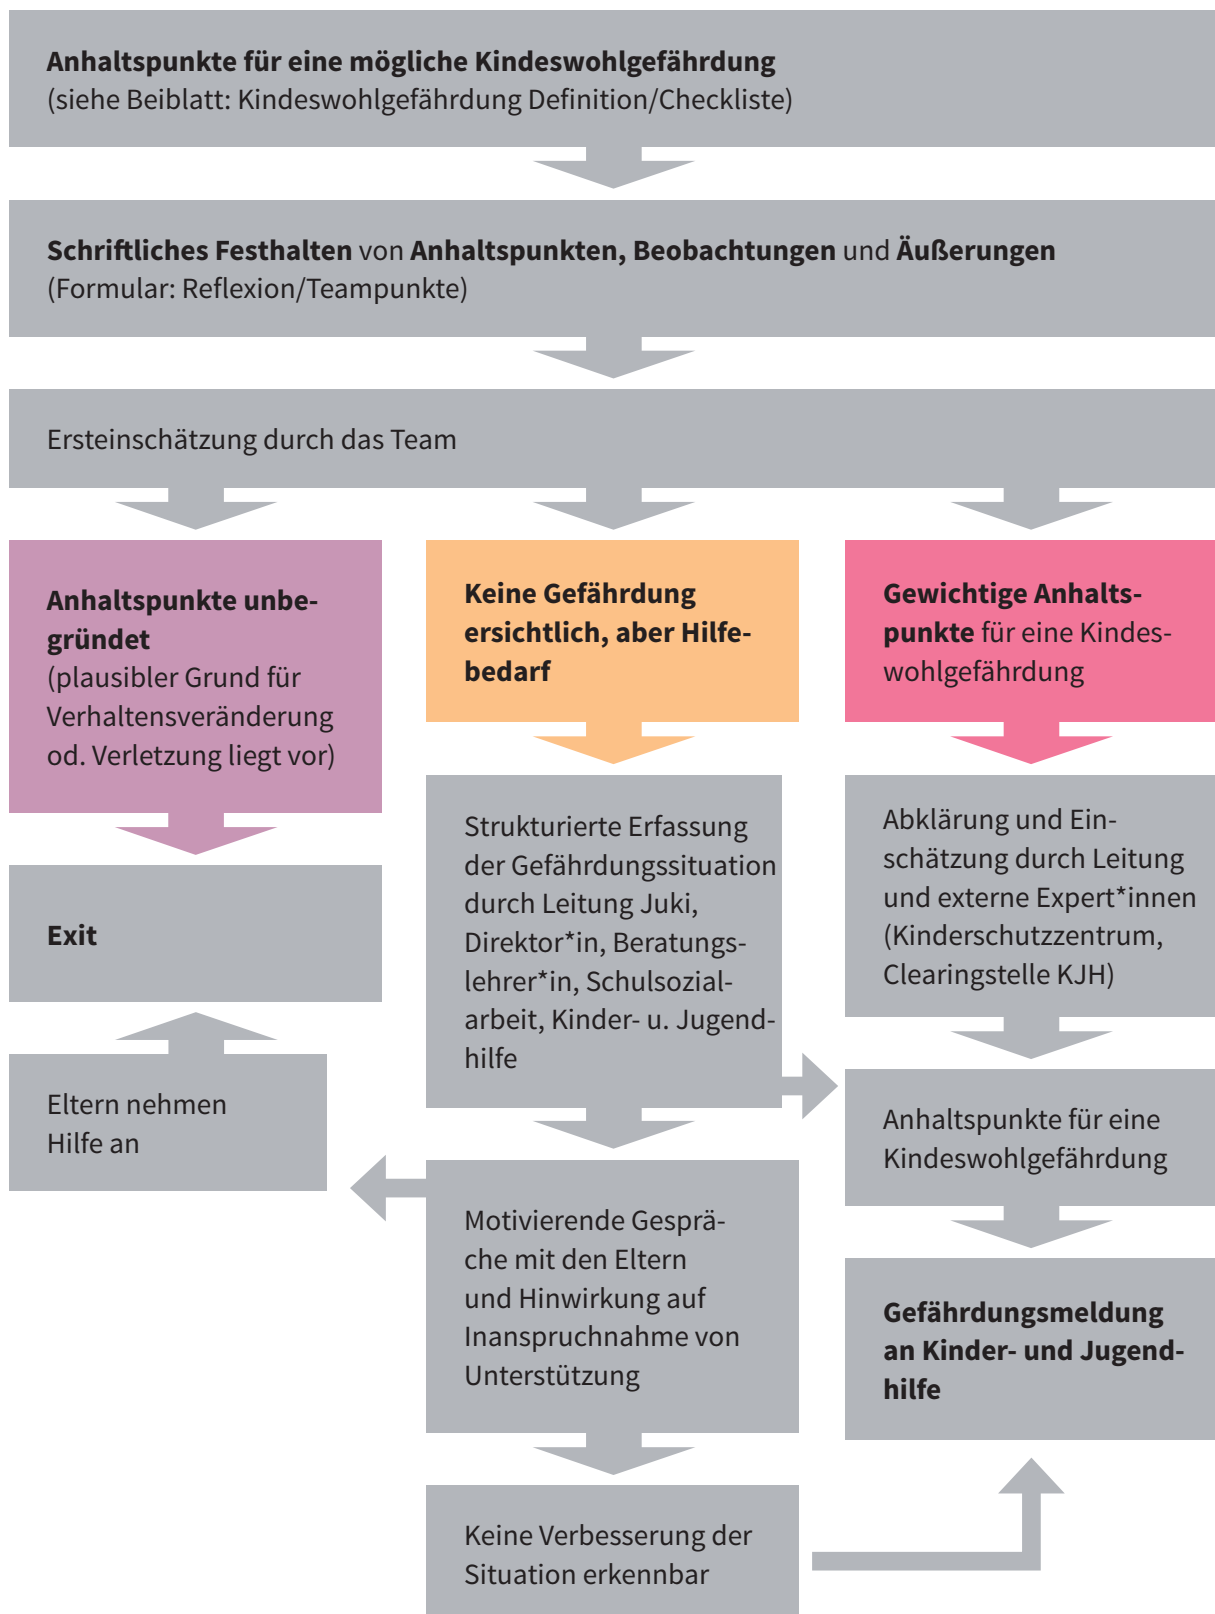 Anhaltspunkte für eine mögliche Kindeswohlgefährdung
(siehe Beiblatt: Kindeswohlgefährdung Definition/Checkliste)
Schriftliches Festhalten von Anhaltspunkten, Beobachtungen und Äußerungen
(Formular: Reflexion/Teampunkte)
Ersteinschätzung durch das Team
Anhaltspunkte unbe-
gründet
(plausibler Grund für
Verhaltensveränderung
od. Verletzung liegt vor)
Exit
Eltern nehmen
Hilfe an
Keine Gefährdung
ersichtlich, aber Hilfe-
bedarf
Strukturierte Erfassung
der Gefährdungssituation
durch Leitung Juki,
Direktor*in, Beratungs-
lehrer*in, Schulsozial-
arbeit, Kinder- u. Jugend-
hilfe
Motivierende Gesprä-
che mit den Eltern
und Hinwirkung auf
Inanspruchnahme von
Unterstützung
Keine Verbesserung der
Situation erkennbar
Gewichtige Anhalts-
punkte für eine Kindes-
wohlgefährdung
Abklärung und Ein-
schätzung durch Leitung
und externe Expert*innen
(Kinderschutzzentrum,
Clearingstelle KJH)
Anhaltspunkte für eine
Kindeswohlgefährdung
Gefährdungsmeldung
an Kinder- und Jugend-
hilfe